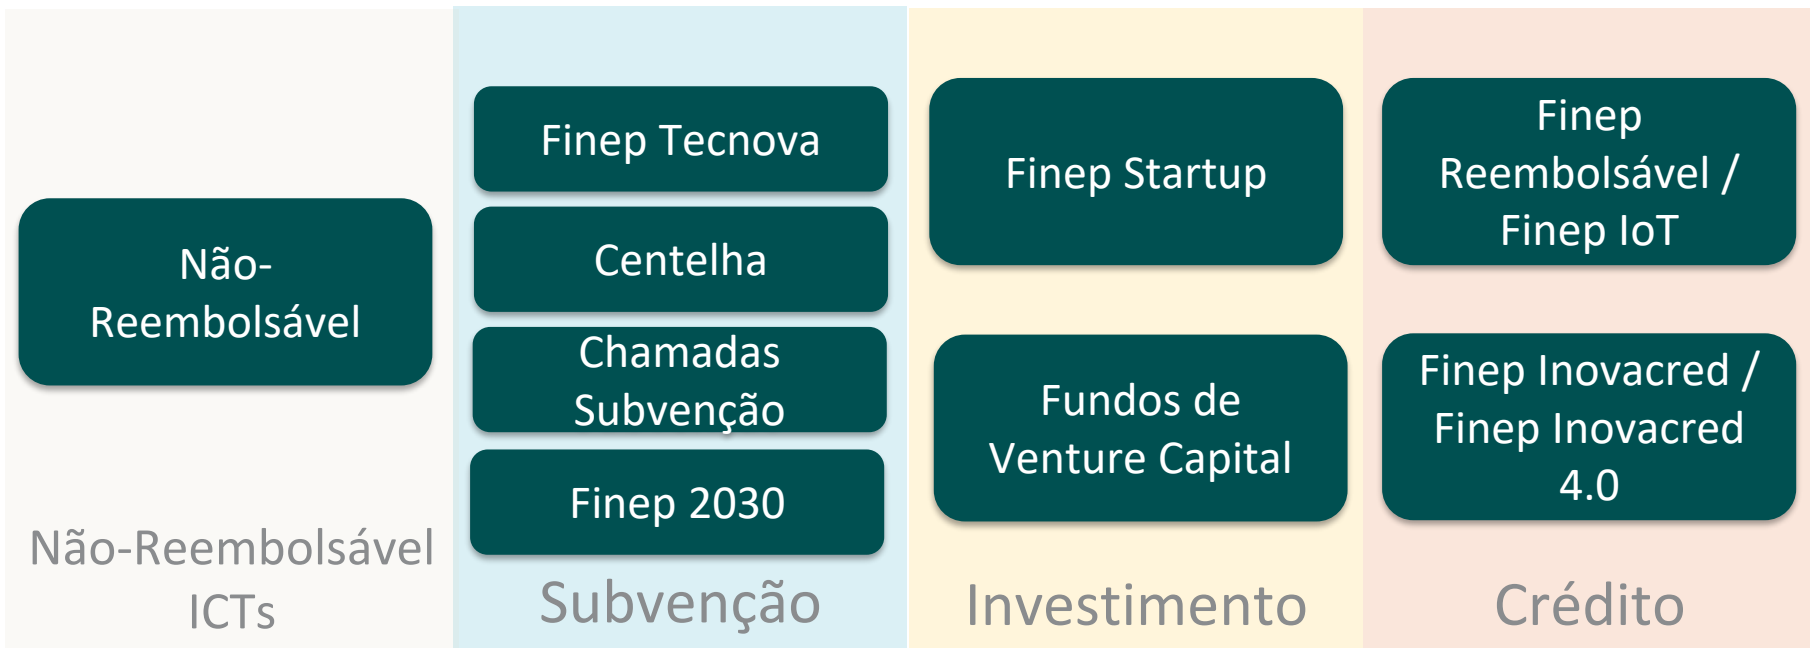 Não-
Reembolsável
Não-Reembolsável
ICTs
Finep Tecnova
Centelha
Chamadas
Subvenção
Finep 2030
Subvenção
Finep Startup
Fundos de
Venture Capital
Investimento
Finep
Reembolsável /
Finep IoT
Finep Inovacred /
Finep Inovacred
4.0
Crédito